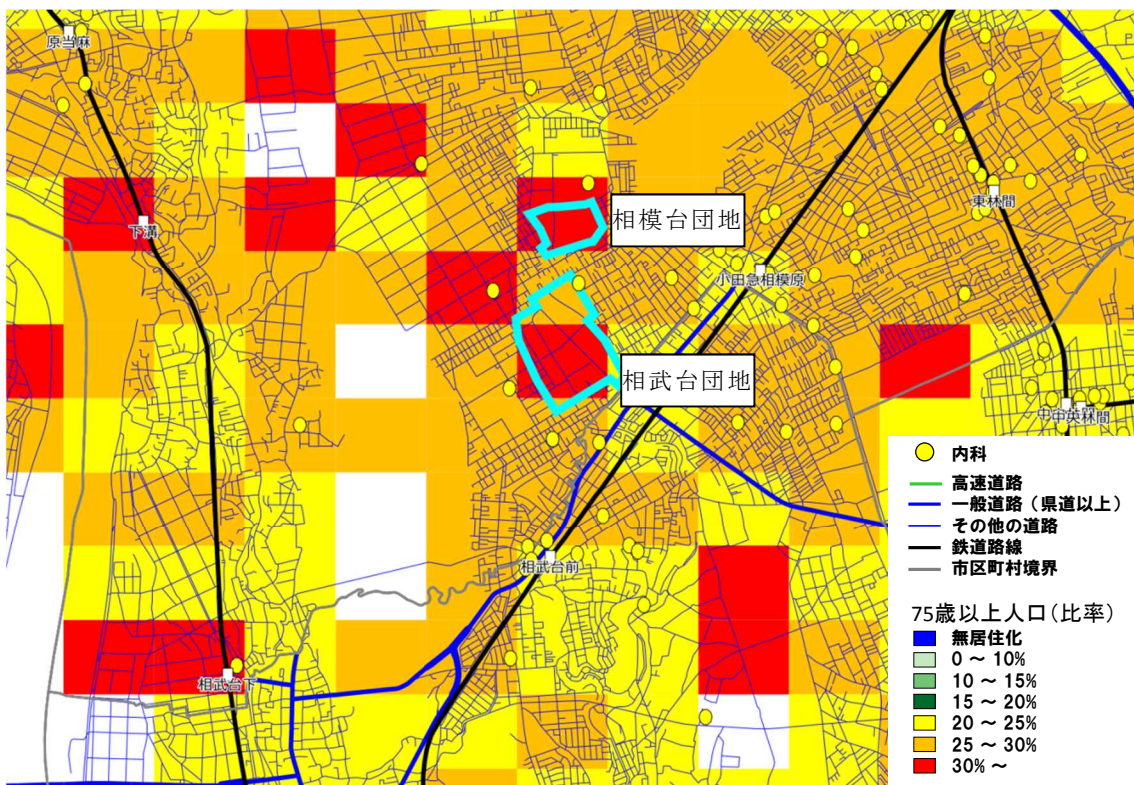 原当麻
下溝
相模台団地
東林間
小田急相模原
相武台団地
相武台前
相武台下
内科
高速道路
一般道路（県道以上）
その他の道路
鉄道路線
市区町村境界
75歳以上人口（比率）
無居住化
0 ～ 10%
10 ～ 15%
15 ～ 20%
20 ～ 25%
25 ～ 30%
30% ～